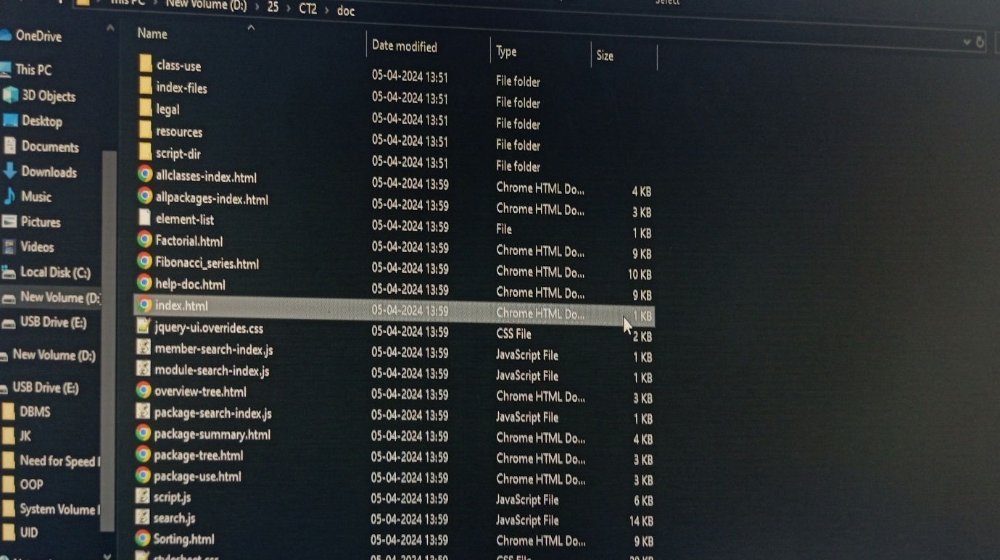 This PC > New Volume (D:) > 25 > CT2 > doc
Select
Name Date modified Type Size
class-use 05-04-2024 13:51 File folder
index-files 05-04-2024 13:51 File folder
legal 05-04-2024 13:51 File folder
resources 05-04-2024 13:51 File folder
script-dir 05-04-2024 13:51 File folder
allclasses-index.html 05-04-2024 13:59 Chrome HTML Do... 4 KB
allpackages-index.html 05-04-2024 13:59 Chrome HTML Do... 3 KB
element-list 05-04-2024 13:59 File 1 KB
Factorial.html 05-04-2024 13:59 Chrome HTML Do... 9 KB
Fibonacci_series.html 05-04-2024 13:59 Chrome HTML Do... 10 KB
help-doc.html 05-04-2024 13:59 Chrome HTML Do... 9 KB
index.html 05-04-2024 13:59 Chrome HTML Do... 1 KB
jquery-ui.overrides.css 05-04-2024 13:59 CSS File 2 KB
member-search-index.js 05-04-2024 13:59 JavaScript File 1 KB
module-search-index.js 05-04-2024 13:59 JavaScript File 1 KB
overview-tree.html 05-04-2024 13:59 Chrome HTML Do... 3 KB
package-search-index.js 05-04-2024 13:59 JavaScript File 1 KB
package-summary.html 05-04-2024 13:59 Chrome HTML Do... 4 KB
package-tree.html 05-04-2024 13:59 Chrome HTML Do... 3 KB
package-use.html 05-04-2024 13:59 Chrome HTML Do... 3 KB
script.js 05-04-2024 13:59 JavaScript File 6 KB
search.js 05-04-2024 13:59 JavaScript File 14 KB
Sorting.html 05-04-2024 13:59 Chrome HTML Do... 9 KB
stylesheet.css 05-04-2024 13:59 CSS File
OneDrive
This PC
3D Objects
Desktop
Documents
Downloads
Music
Pictures
Videos
Local Disk (C:)
New Volume (D:
USB Drive (E:)
New Volume (D:)
USB Drive (E:)
DBMS
JK
Need for Speed
OOP
System Volume
UID